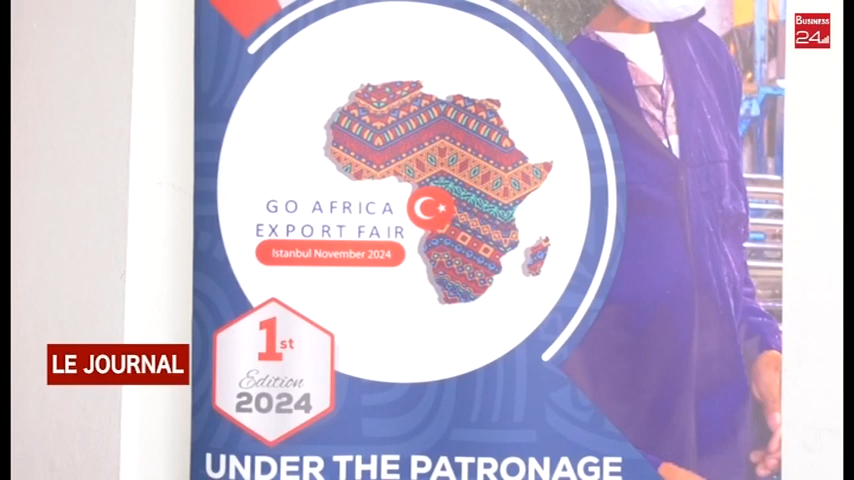 BUSINESS
24
GO AFRICA
EXPORT FAIR
Istanbul November 2024
1st
Edition
2024
LE JOURNAL
UNDER THE PATRONAGE